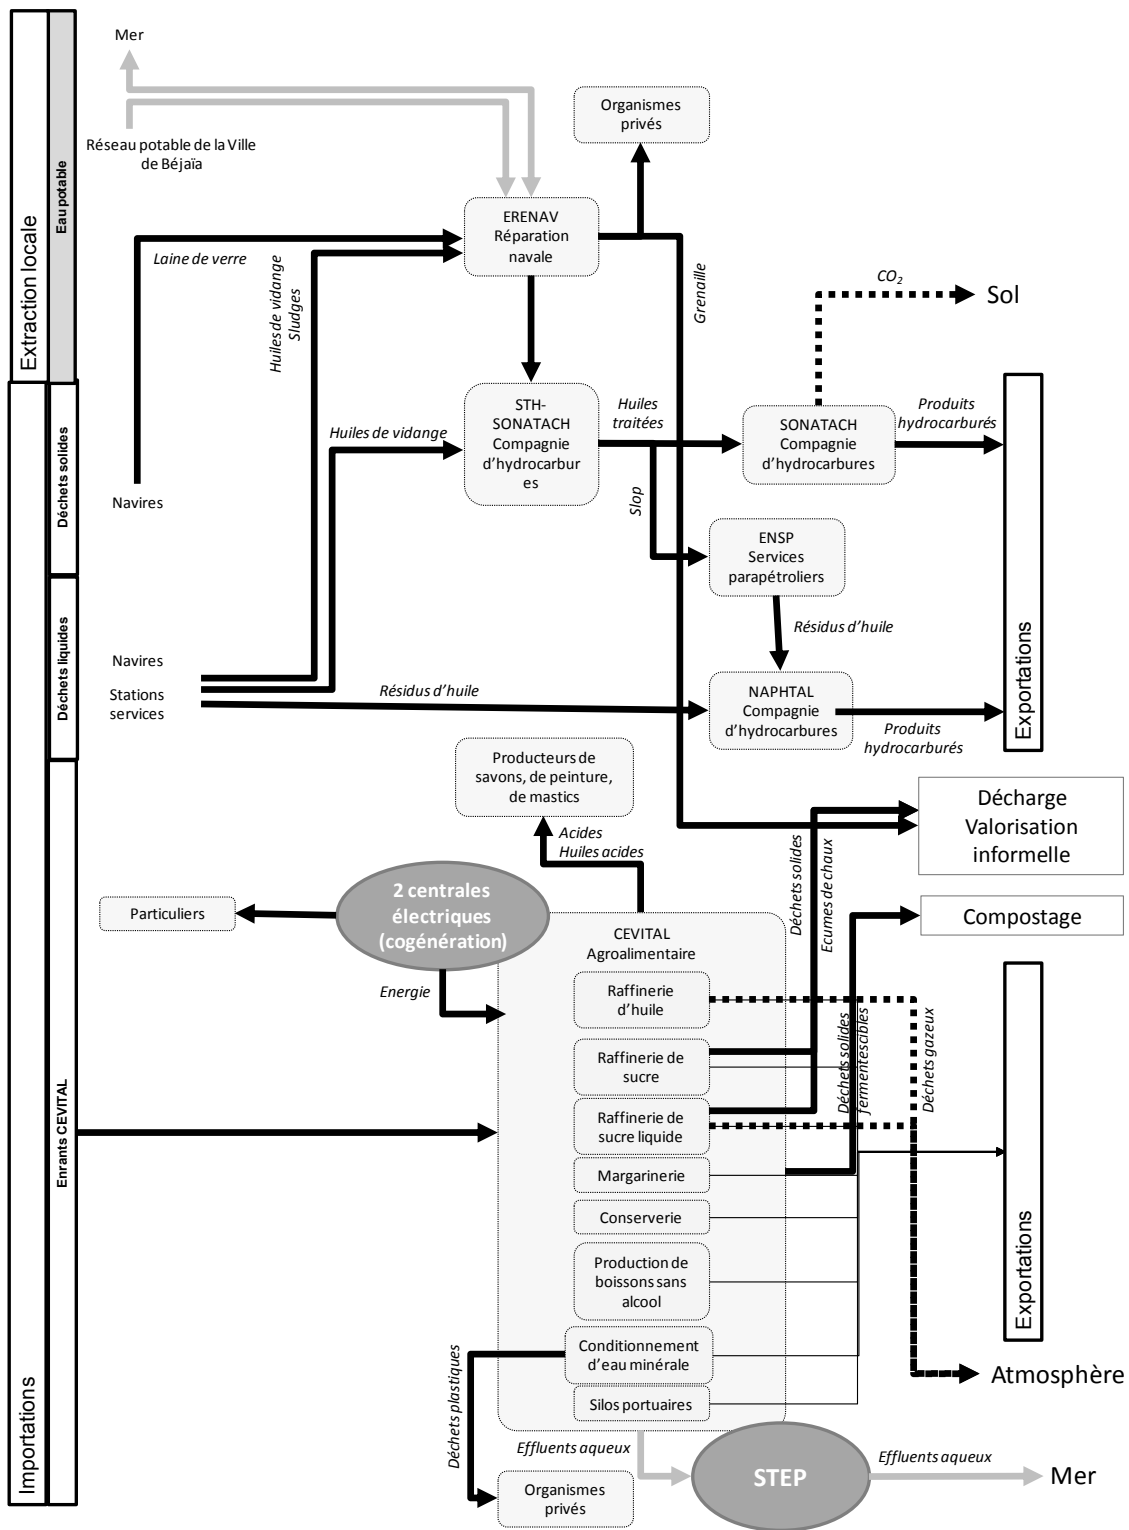 Extraction locale
Eau potable
Mer
Réseau potable de la Ville
de Béjaïa
Organismes
privés
ERENAV
Réparation
navale
Laine de verre
Huiles de vidange
Sludges
Grenaille
CO2
Sol
Importations
Déchets solides
Navires
Huiles de vidange
STH-
SONATACH
Compagnie
d’hydrocarbur
es
Huiles
traitées
Slop
SONATACH
Compagnie
d’hydrocarbures
Produits
hydrocarburés
Exportations
ENSP
Services
parapétroliers
Résidus d’huile
Déchets liquides
Navires
Stations
services
Résidus d’huile
NAPHTAL
Compagnie
d’hydrocarbures
Produits
hydrocarburés
Enrants CEVITAL
Producteurs de
savons, de peinture,
de mastics
Acides
Huiles acides
Déchets solides
Ecumes de chaux
Décharge
Valorisation
informelle
Compostage
2 centrales
électriques
(cogénération)
Particuliers
Energie
CEVITAL
Agroalimentaire
Raffinerie
d’huile
Raffinerie de
sucre
Raffinerie de
sucre liquide
Margarinerie
Conserverie
Production de
boissons sans
alcool
Conditionnement
d’eau minérale
Silos portuaires
Déchets solides
fermentescibles
Déchets gazeux
Exportations
Atmosphère
Déchets plastiques
Effluents aqueux
STEP
Effluents aqueux
Mer
Organismes
privés